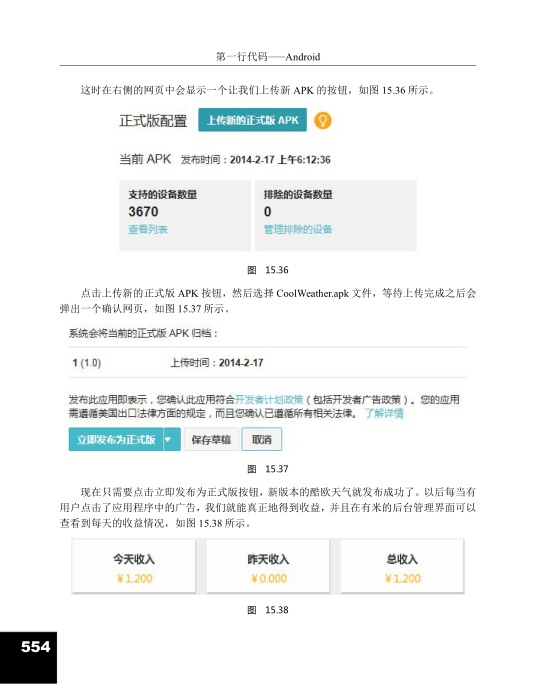 第一行代码——Android
这时在右侧的网页中会显示一个让我们上传新 APK 的按钮，如图 15.36 所示。
正式版配置 上传新的正式版 APK
当前 APK 发布时间：2014-2-17 上午6:12:36
支持的设备数量 排除的设备数量
3670 0
查看列表 管理排除的设备
图 15.36
点击上传新的正式版 APK 按钮，然后选择 CoolWeather.apk 文件，等待上传完成之后会
弹出一个确认网页，如图 15.37 所示。
系统会将当前的正式版 APK 归档：
1 (1.0) 上传时间：2014-2-17
发布此应用即表示，您确认此应用符合开发者计划政策（包括开发者广告政策）。您的应用
需遵循美国出口法律方面的规定，而且您确认已遵循所有相关法律。 了解详情
立即发布为正式版 保存草稿 取消
图 15.37
现在只需要点击立即发布为正式版按钮，新版本的酷欧天气就发布成功了。以后每当有
用户点击了应用程序中的广告，我们就能真正地得到收益，并且在有米的后台管理界面可以
查看到每天的收益情况，如图 15.38 所示。
今天收入 昨天收入 总收入
¥1.200 ¥0.000 ¥1.200
图 15.38
554